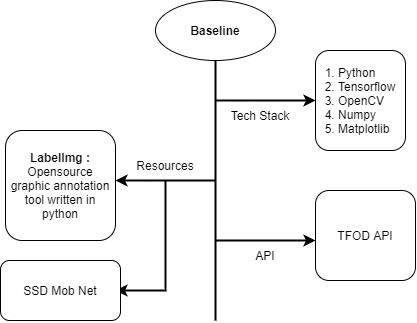 Baseline
1. Python
2. Tensorflow
3. OpenCV
4. Numpy
5. Matplotlib
Tech Stack
LabelImg :
Opensource
graphic annotation
tool written in
python
Resources
TFOD API
API
SSD Mob Net